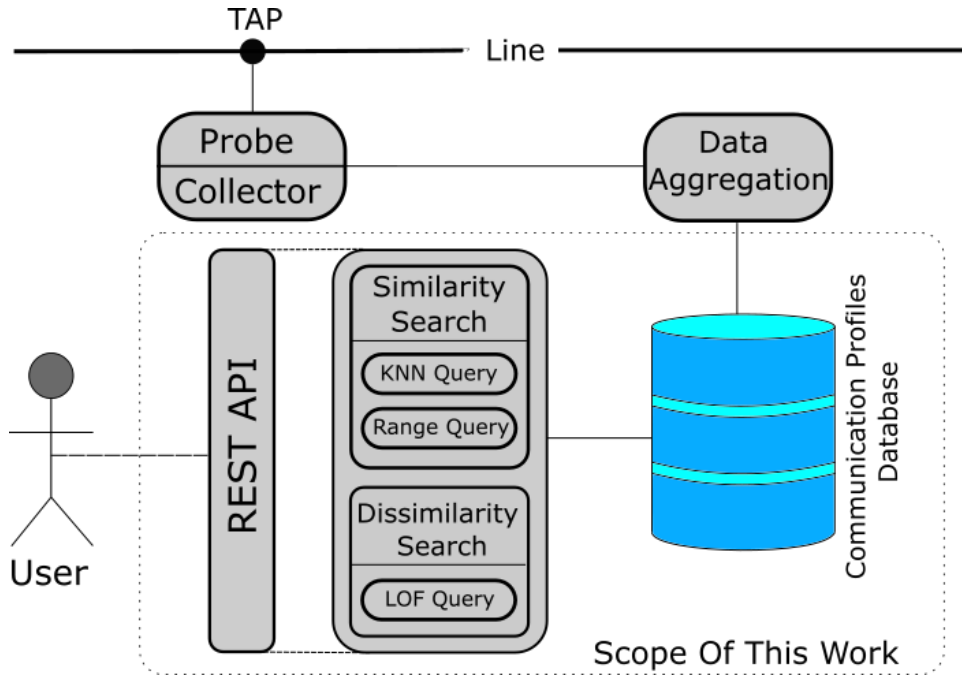 TAP
Line
Probe
Collector
Data
Aggregation
Similarity
Search
KNN Query
Range Query
Dissimilarity
Search
LOF Query
REST API
Communication Profiles
Database
User
Scope Of This Work